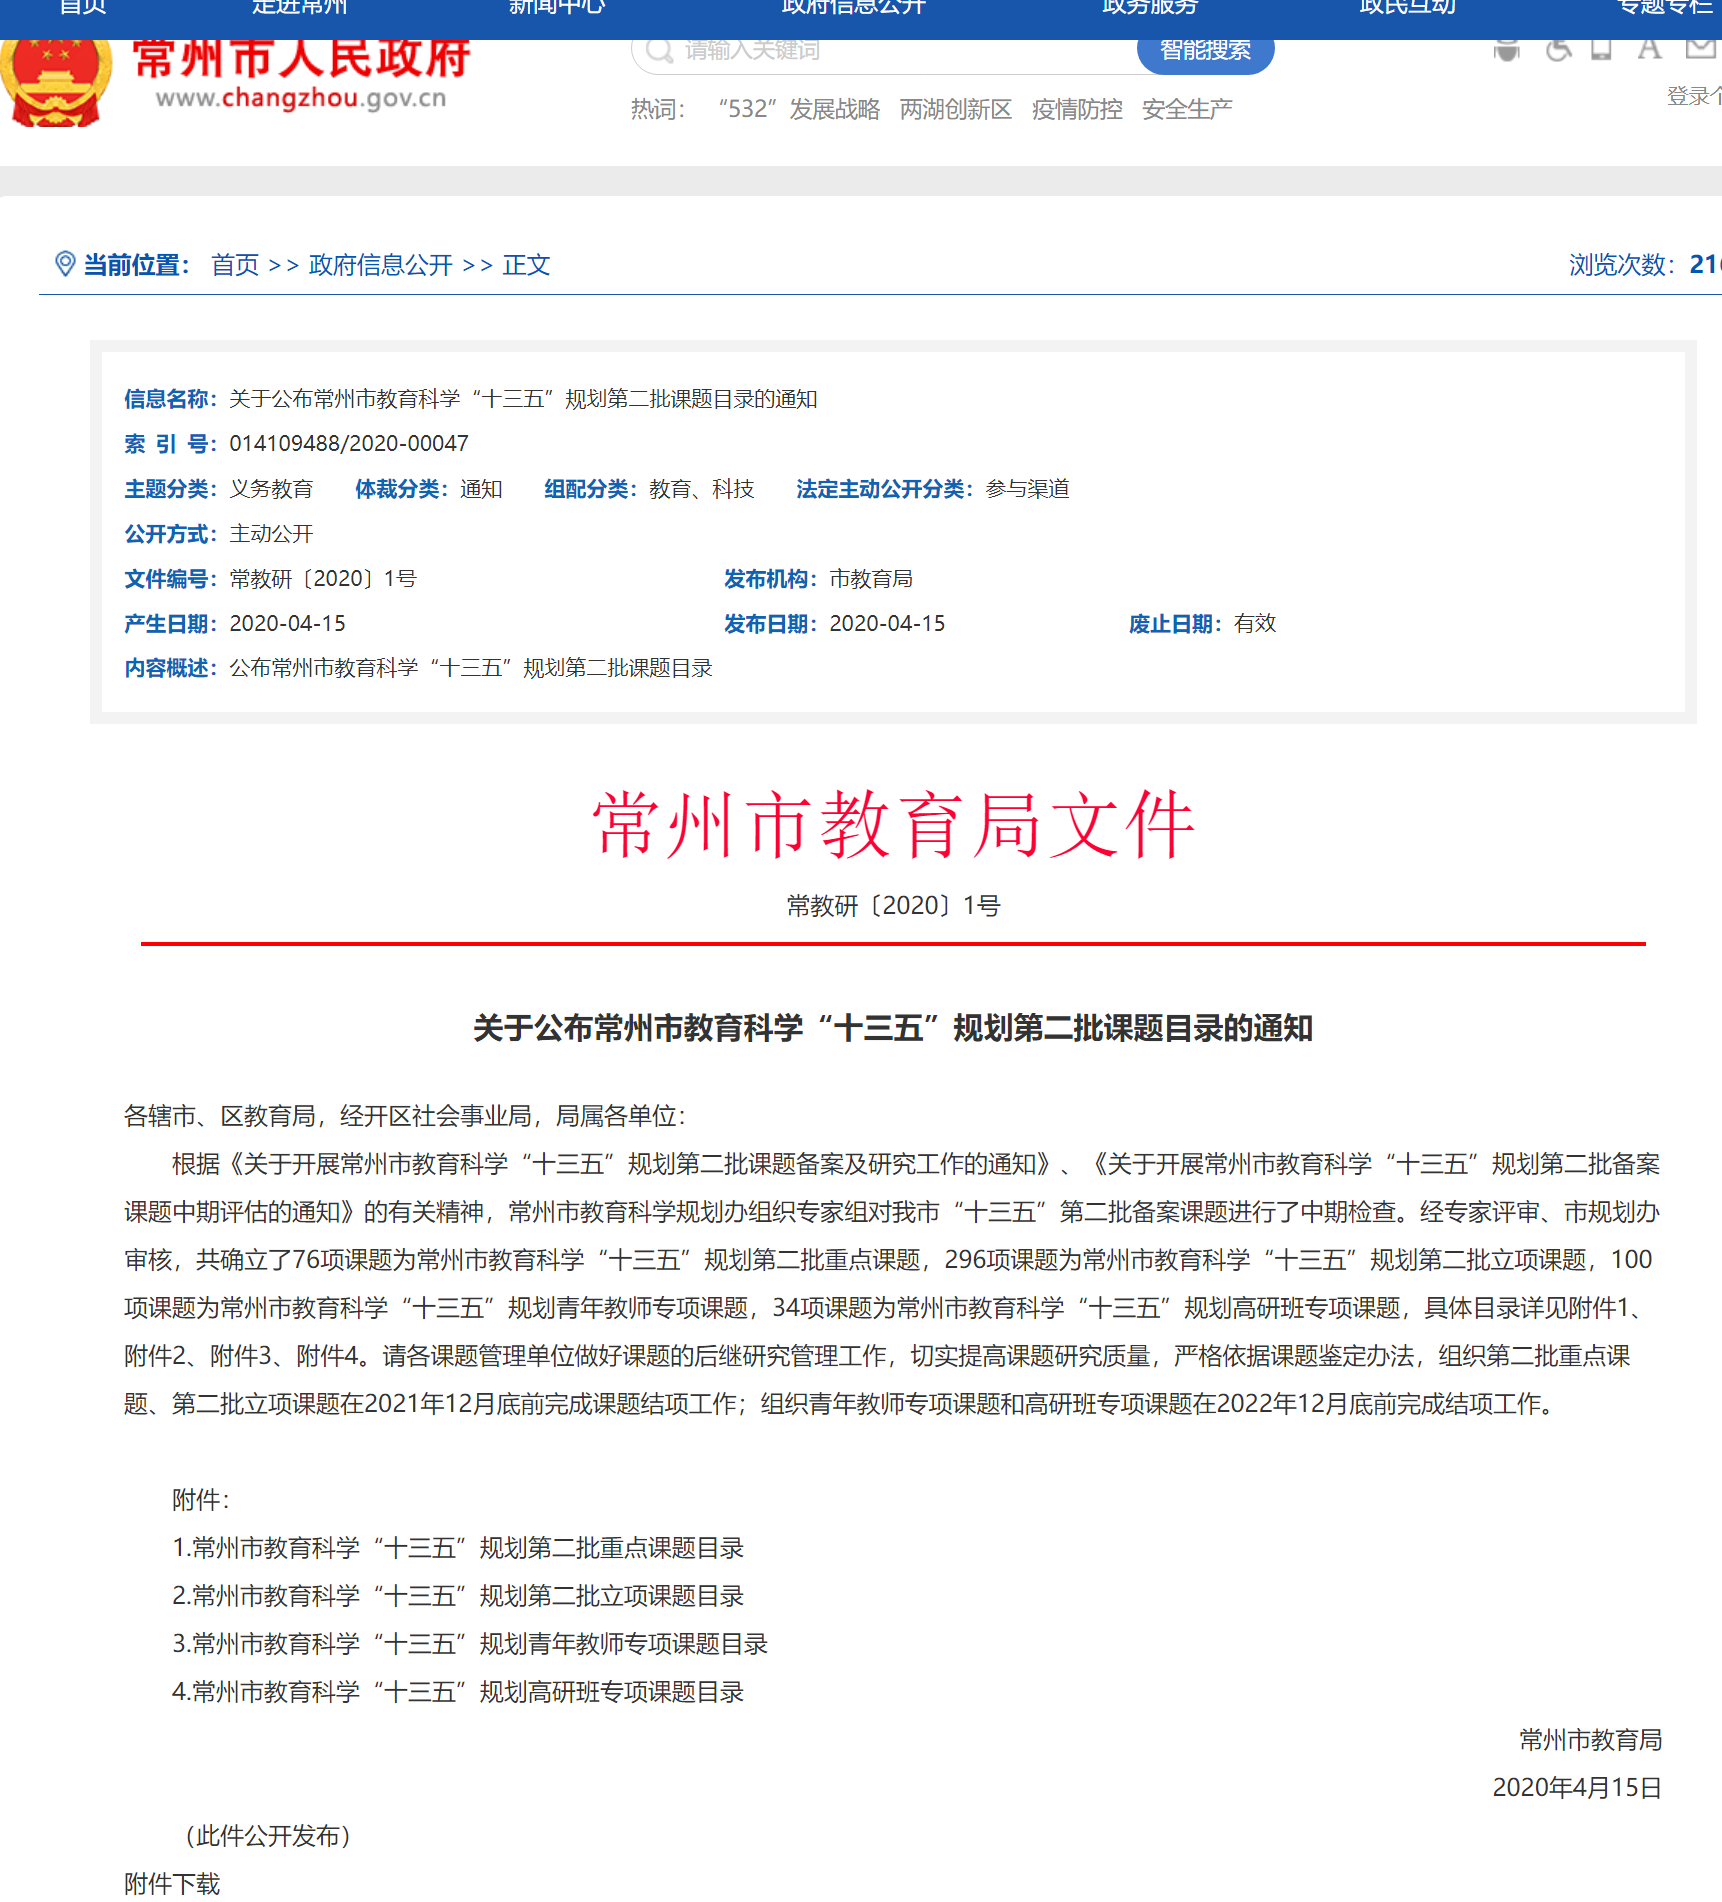 首页 走进常州 新闻中心 政府信息公开 政务服务 政民互动 专题专栏
常州市人民政府 请输入关键词 智能搜索
www.changzhou.gov.cn
热词： “532”发展战略 两湖创新区 疫情防控 安全生产
登录个
当前位置： 首页 >> 政府信息公开 >> 正文 浏览次数：
信息名称：关于公布常州市教育科学“十三五”规划第二批课题目录的通知
索 引 号：014109488/2020-00047
主题分类：义务教育 体裁分类：通知 组配分类：教育、科技 法定主动公开分类：参与渠道
公开方式：主动公开
文件编号：常教研〔2020〕1号 发布机构：市教育局
产生日期：2020-04-15 发布日期：2020-04-15 废止日期：有效
内容概述：公布常州市教育科学“十三五”规划第二批课题目录
常州市教育局文件
常教研〔2020〕1号
关于公布常州市教育科学“十三五”规划第二批课题目录的通知
各辖市、区教育局，经开区社会事业局，局属各单位：
根据《关于开展常州市教育科学“十三五”规划第二批课题备案及研究工作的通知》、《关于开展常州市教育科学“十三五”规划第二批备案
课题中期评估的通知》的有关精神，常州市教育科学规划办组织专家组对我市“十三五”第二批备案课题进行了中期检查。经专家评审、市规划办
审核，共确立了76项课题为常州市教育科学“十三五”规划第二批重点课题，296项课题为常州市教育科学“十三五”规划第二批立项课题，100
项课题为常州市教育科学“十三五”规划青年教师专项课题，34项课题为常州市教育科学“十三五”规划高研班专项课题，具体目录详见附件1、
附件2、附件3、附件4。请各课题管理单位做好课题的后继研究管理工作，切实提高课题研究质量，严格依据课题鉴定办法，组织第二批重点课
题、第二批立项课题在2021年12月底前完成课题结项工作；组织青年教师专项课题和高研班专项课题在2022年12月底前完成结项工作。
附件：
1.常州市教育科学“十三五”规划第二批重点课题目录
2.常州市教育科学“十三五”规划第二批立项课题目录
3.常州市教育科学“十三五”规划青年教师专项课题目录
4.常州市教育科学“十三五”规划高研班专项课题目录
常州市教育局
2020年4月15日
（此件公开发布）
附件下载